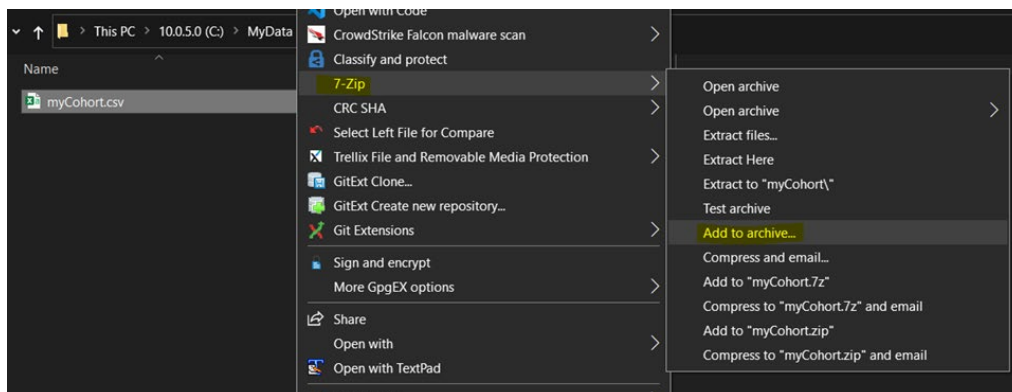 This PC > 10.0.5.0 (C:) > MyData
Name
myCohort.csv
Open with Code
CrowdStrike Falcon malware scan
Classify and protect
7-Zip
CRC SHA
Select Left File for Compare
Trellix File and Removable Media Protection
GitExt Clone...
GitExt Create new repository...
Git Extensions
Sign and encrypt
More GpgEX options
Share
Open with
Open with TextPad
Open archive
Open archive
Extract files...
Extract Here
Extract to "myCohort\"
Test archive
Add to archive...
Compress and email...
Add to "myCohort.7z"
Compress to "myCohort.7z" and email
Add to "myCohort.zip"
Compress to "myCohort.zip" and email